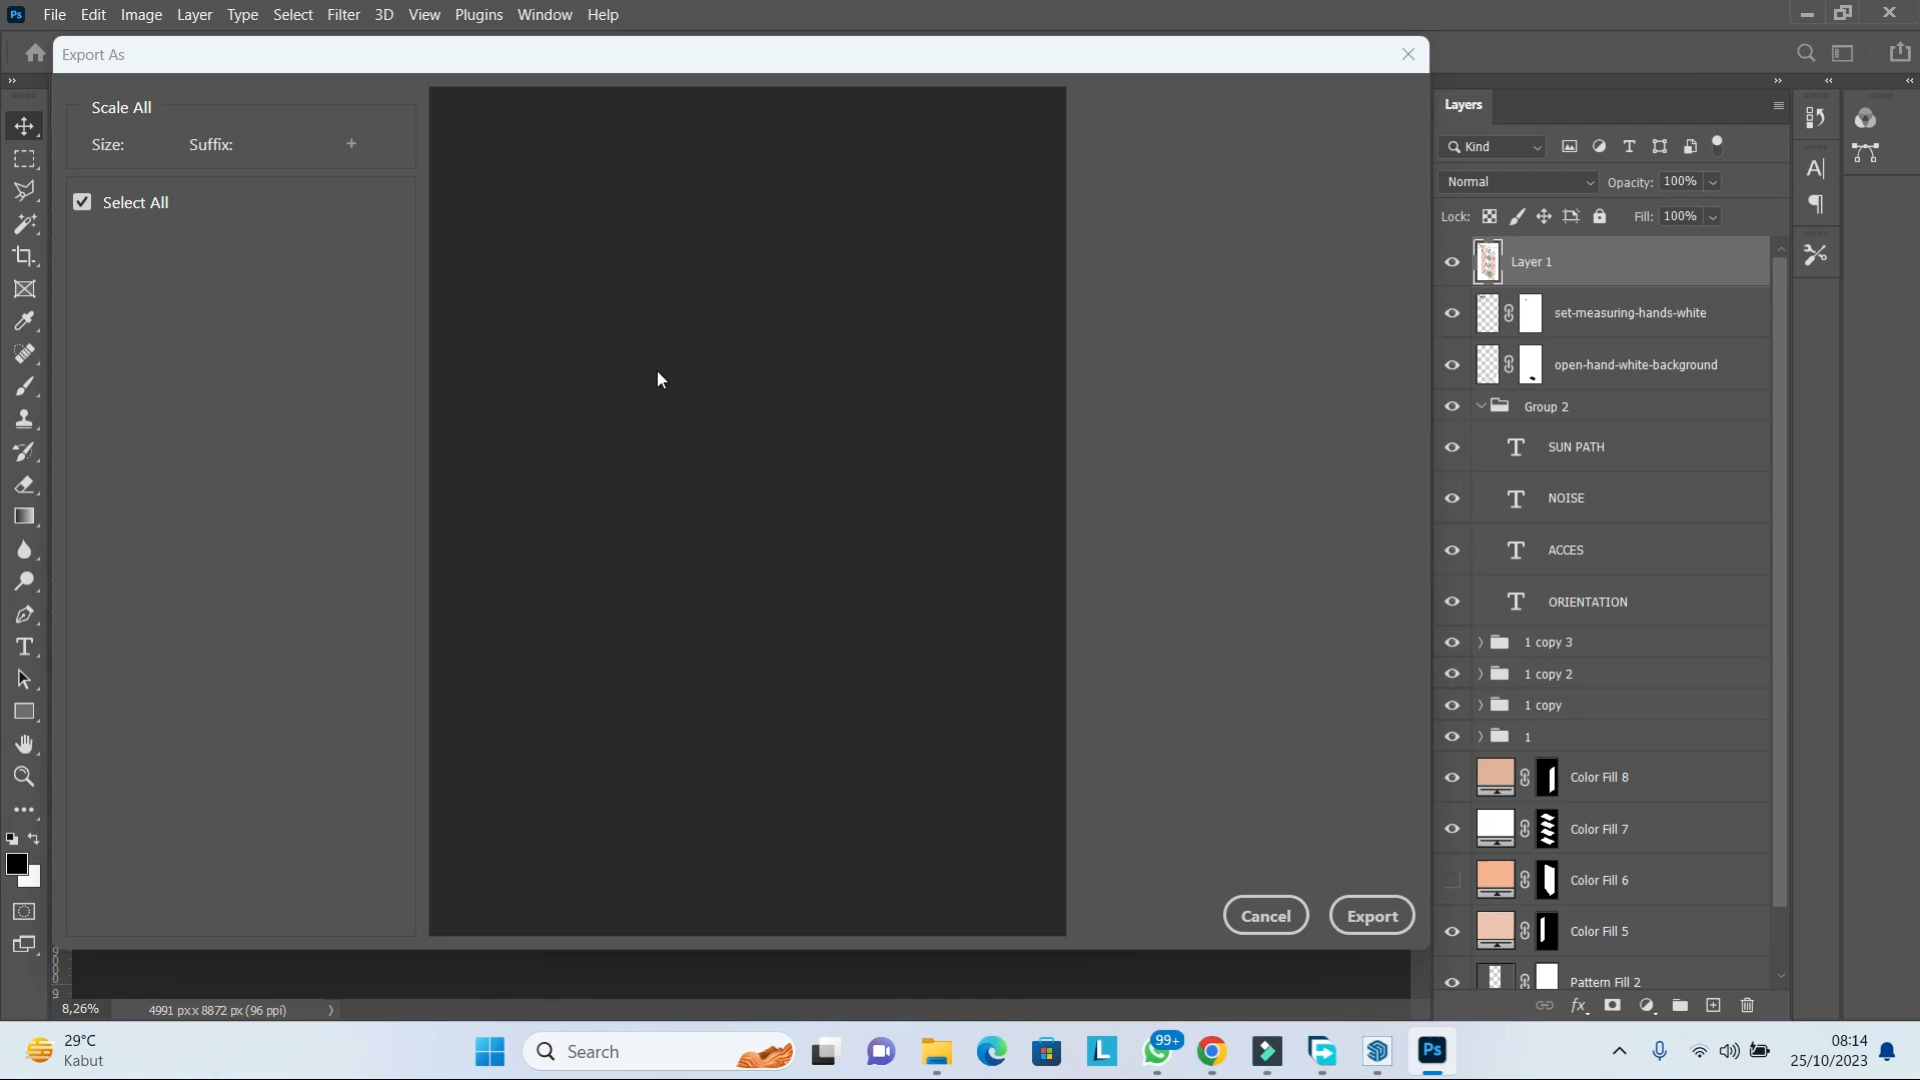 Ps File Edit Image Layer Type Select Filter 3D View Plugins Window Help
Export As
Scale All
Size: Suffix: +
Select All
Cancel Export
Layers
Kind
Normal Opacity: 100%
Lock: Fill: 100%
Layer 1
set-measuring-hands-white
open-hand-white-background
Group 2
SUN PATH
NOISE
ACCES
ORIENTATION
1 copy 3
1 copy 2
1 copy
1
Color Fill 8
Color Fill 7
Color Fill 6
Color Fill 5
Pattern Fill 2
8,26% 4991 px x 8872 px (96 ppi)
29°C
Kabut
Search
99+
Ps
08:14
25/10/2023